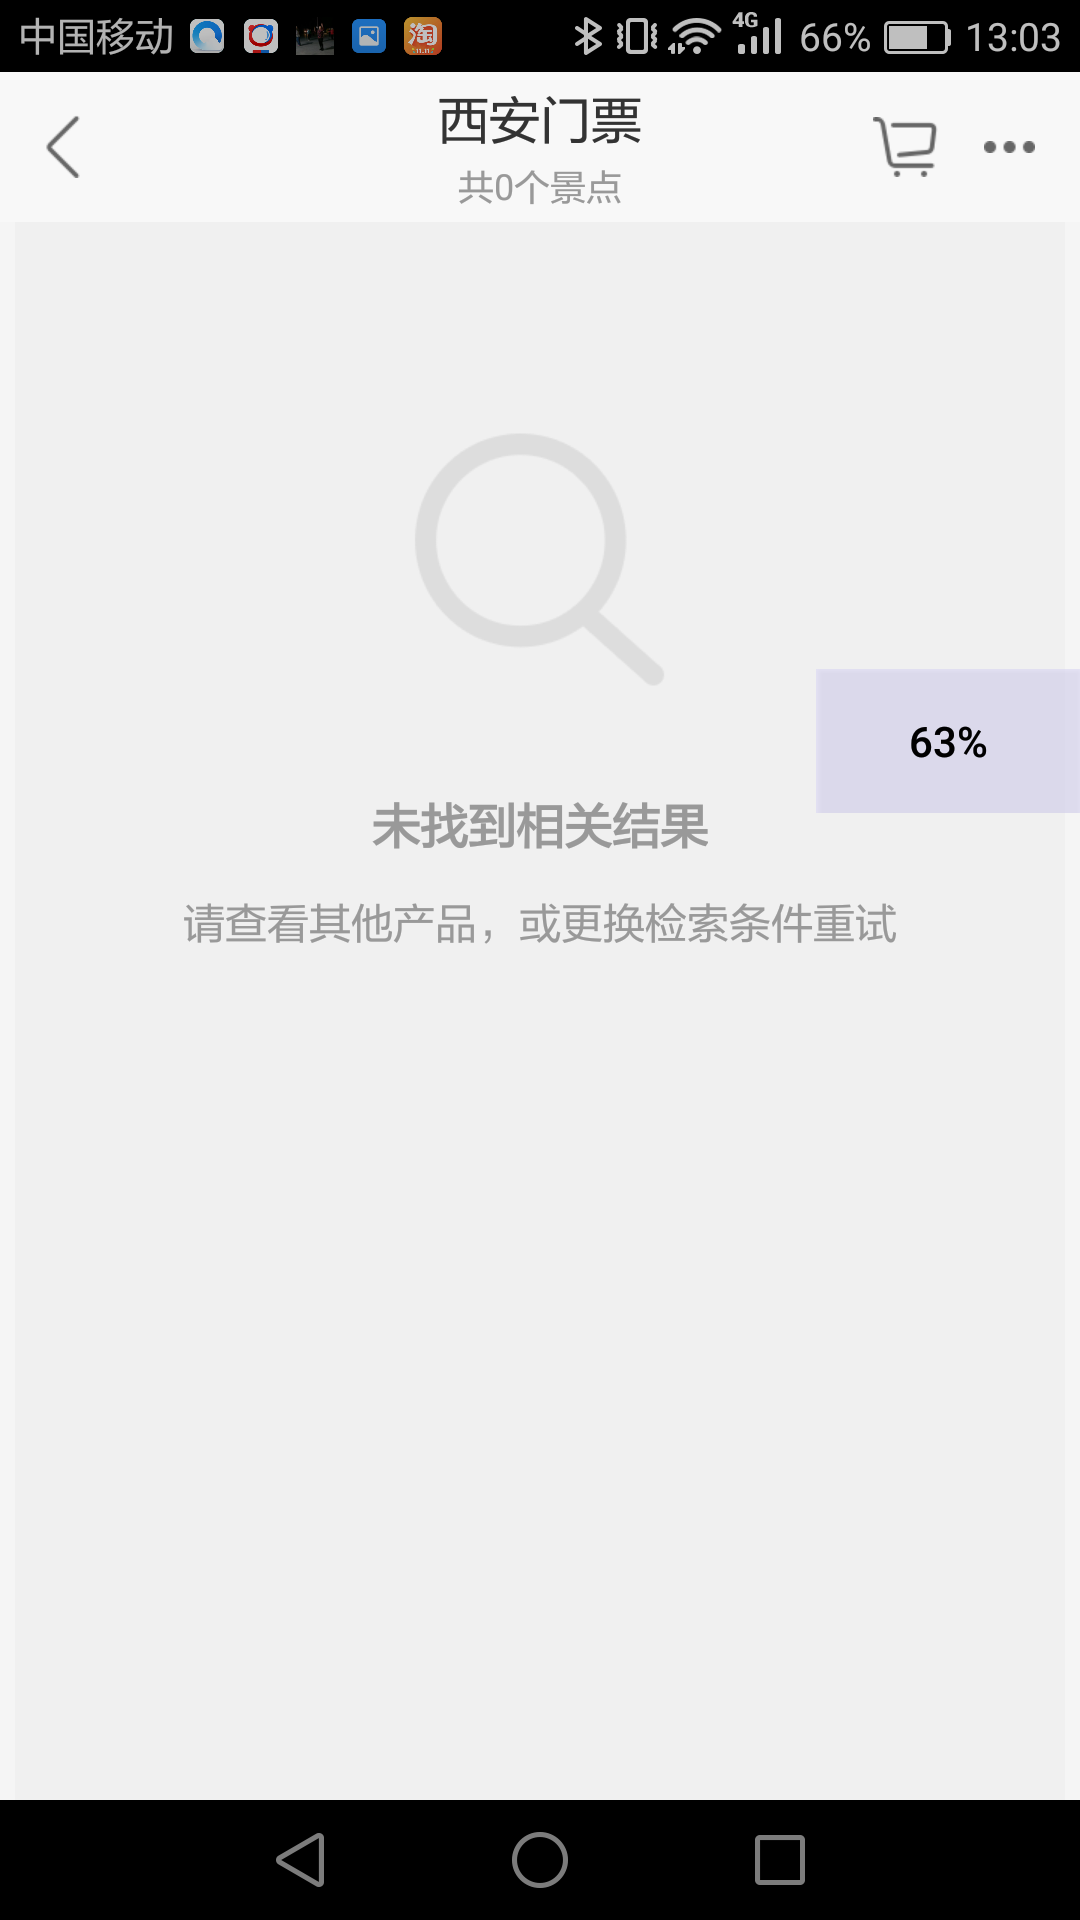 中国移动 4G 66% 13:03
西安门票
共0个景点
63%
未找到相关结果
请查看其他产品，或更换检索条件重试